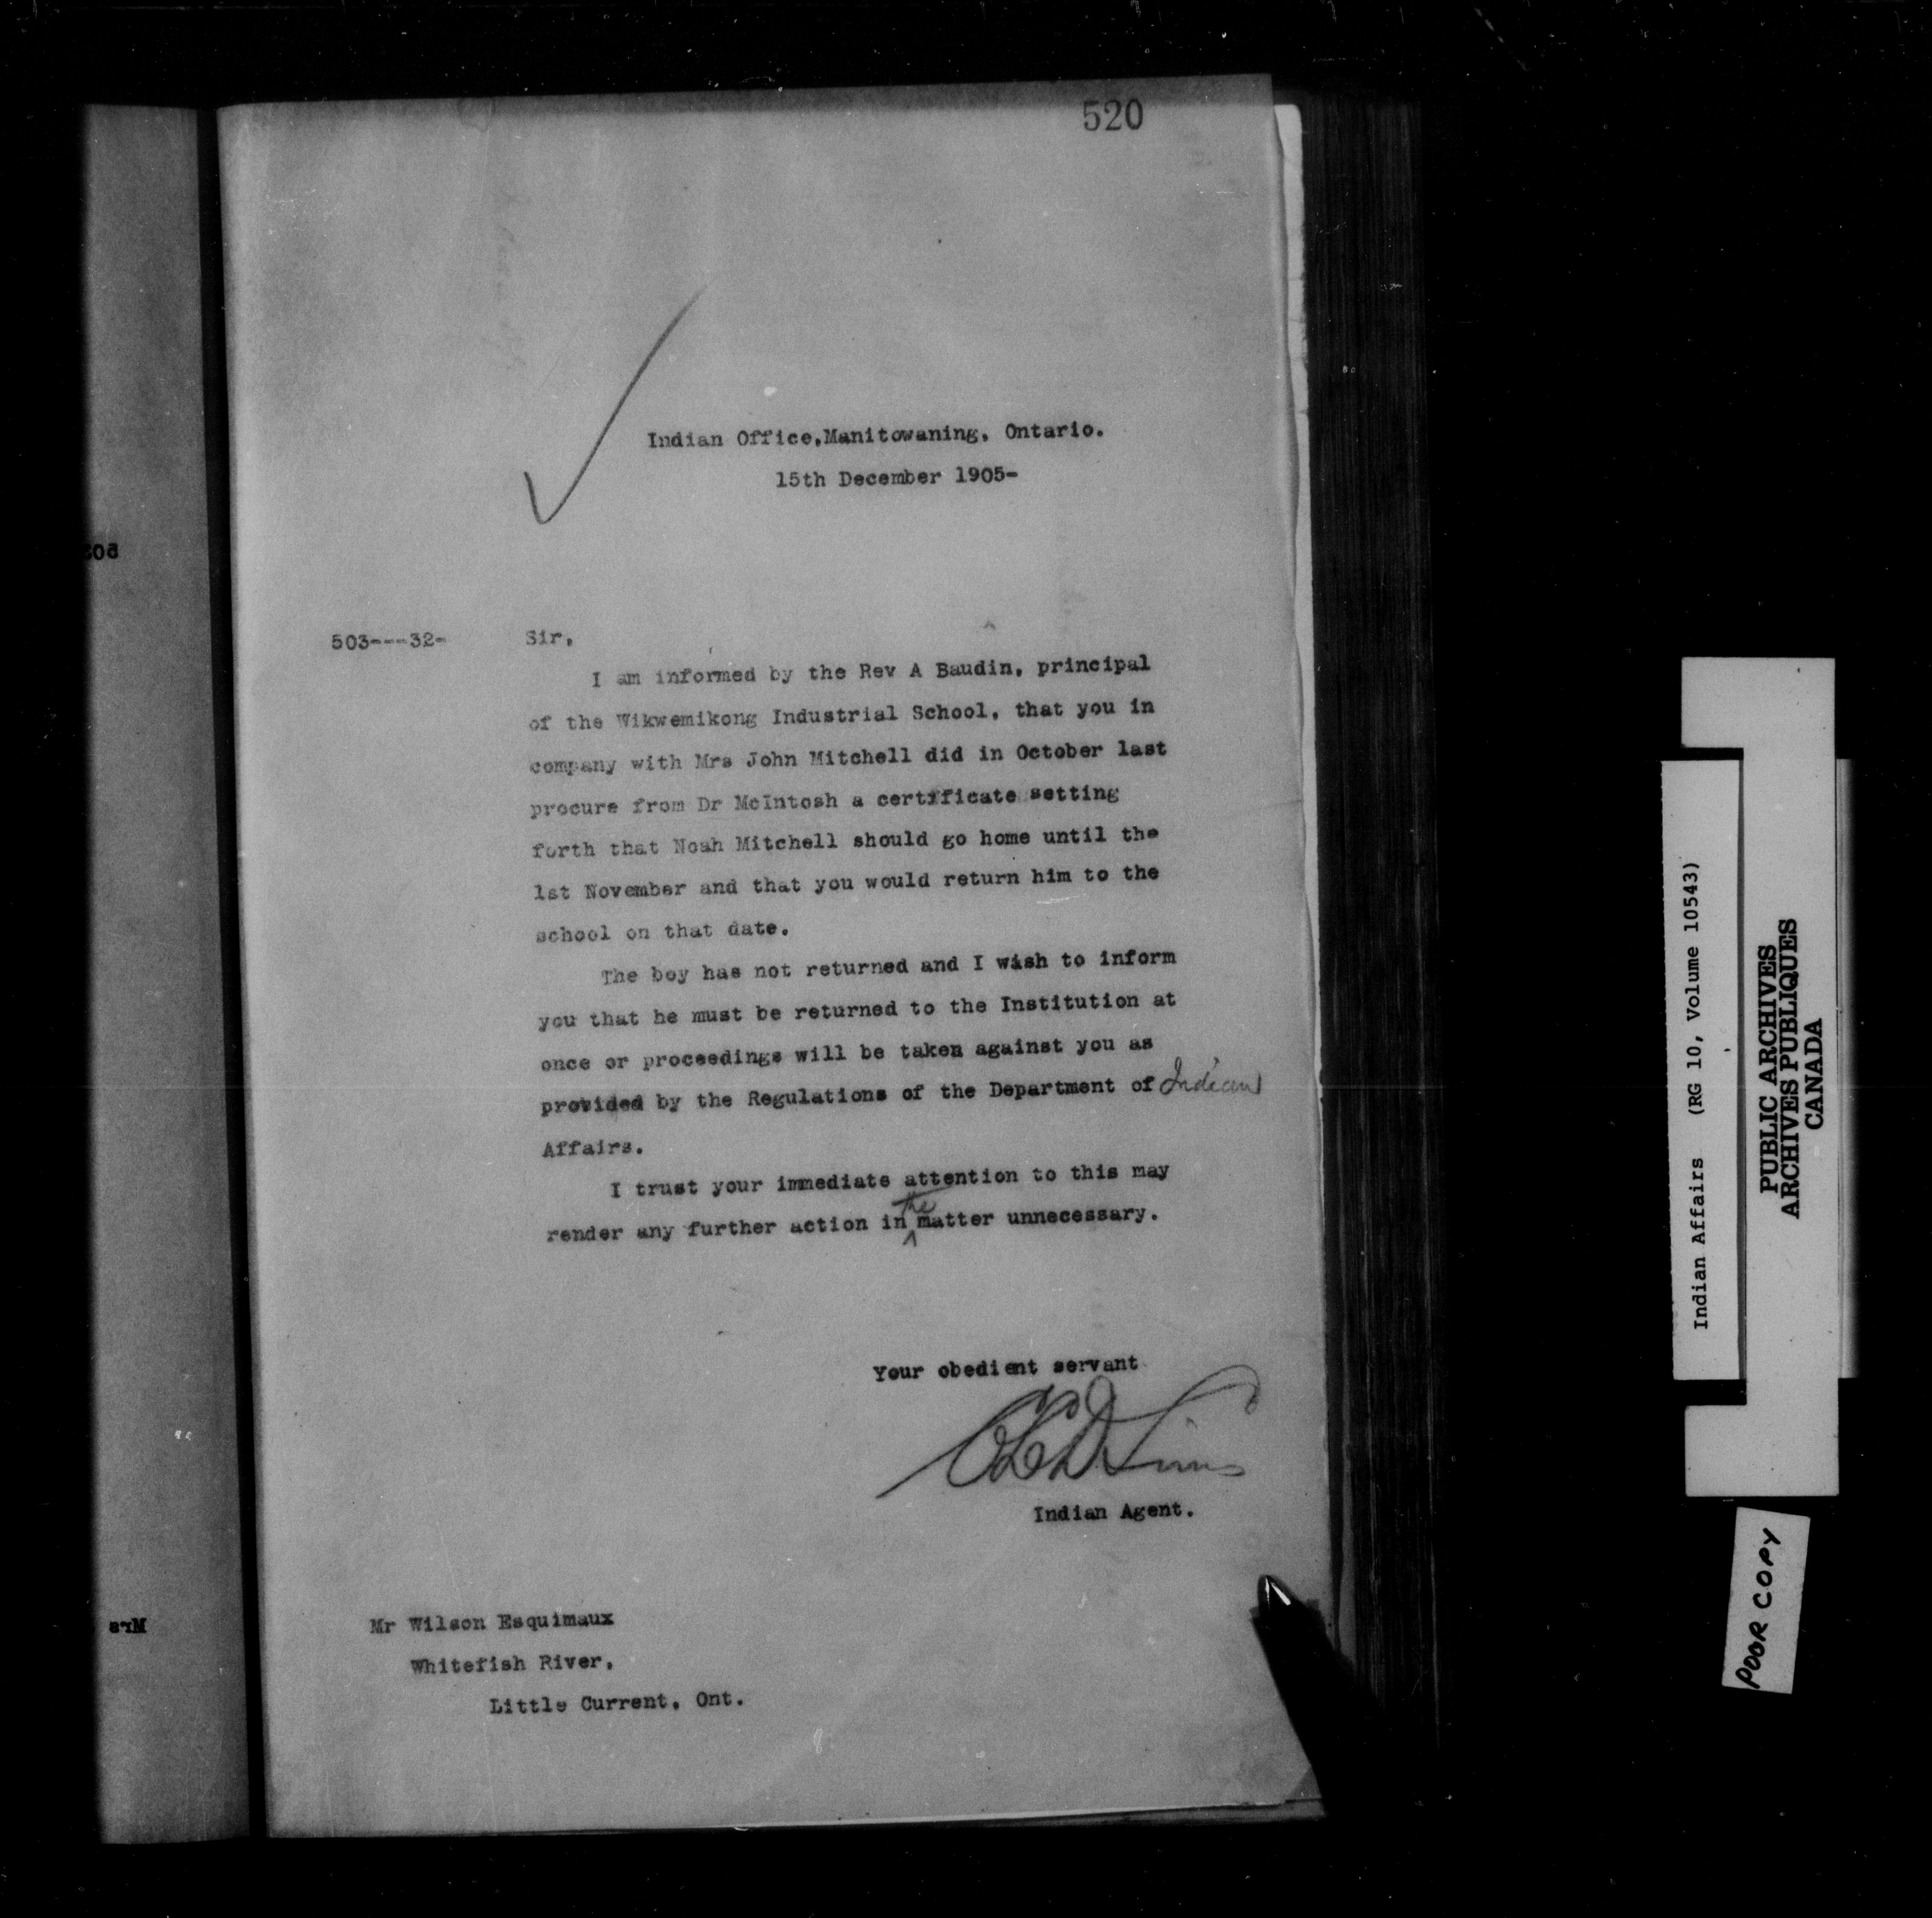 520
Indian Office,Manitowaning, Ontario.
15th December 1905-
503---32-
Sir,
I am informed by the Rev A Baudin, principal
of the Wikwemikong Industrial School, that you in
company with Mrs John Mitchell did in October last
procure from Dr McIntosh a certificate setting
forth that Noah Mitchell should go home until the
1st November and that you would return him to the
school on that date.
The boy has not returned and I wish to inform
you that he must be returned to the Institution at
once or proceedings will be taken against you as
provided by the Regulations of the Department of Indian
Affairs.
I trust your immediate attention to this may
render any further action in the matter unnecessary.
Your obedient servant
CLD Sims
Indian Agent.
Mr Wilson Esquimaux
Whitefish River,
Little Current, Ont.
Mrs
Indian Affairs (RG 10, Volume 10543)
PUBLIC ARCHIVES
ARCHIVES PUBLIQUES
CANADA
POOR COPY